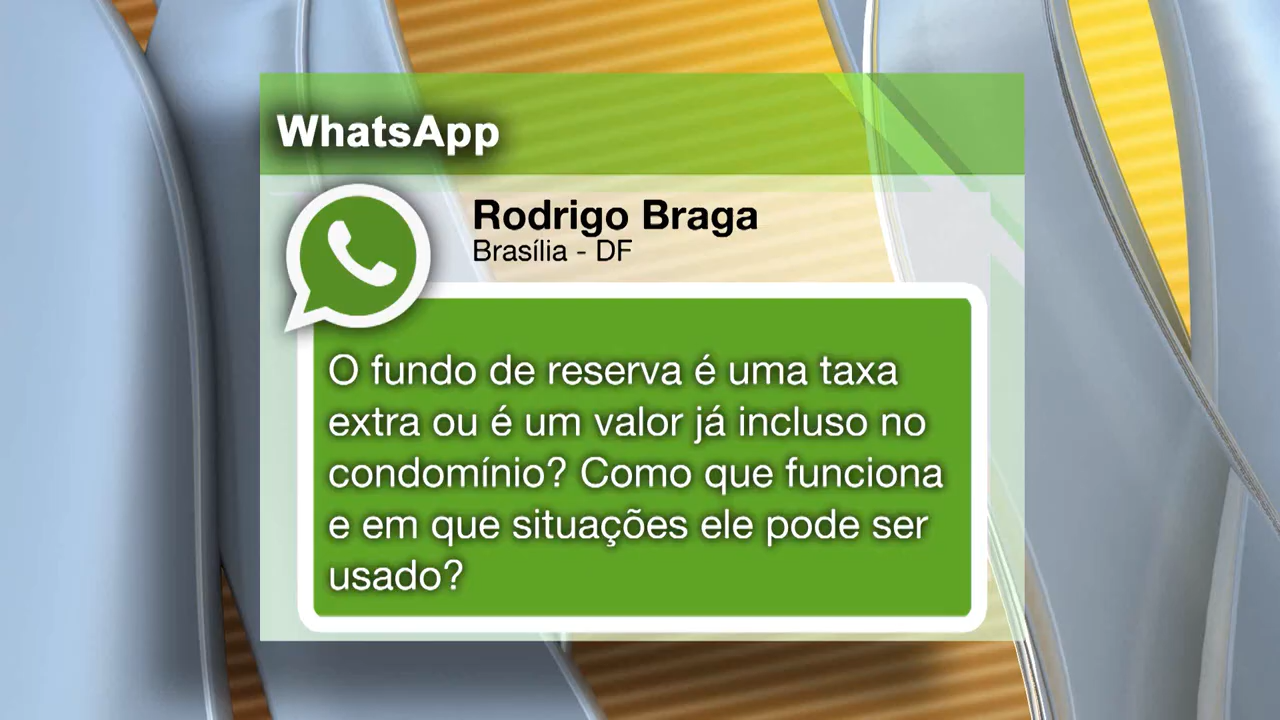 WhatsApp
Rodrigo Braga
Brasília - DF
O fundo de reserva é uma taxa
extra ou é um valor já incluso no
condomínio? Como que funciona
e em que situações ele pode ser
usado?